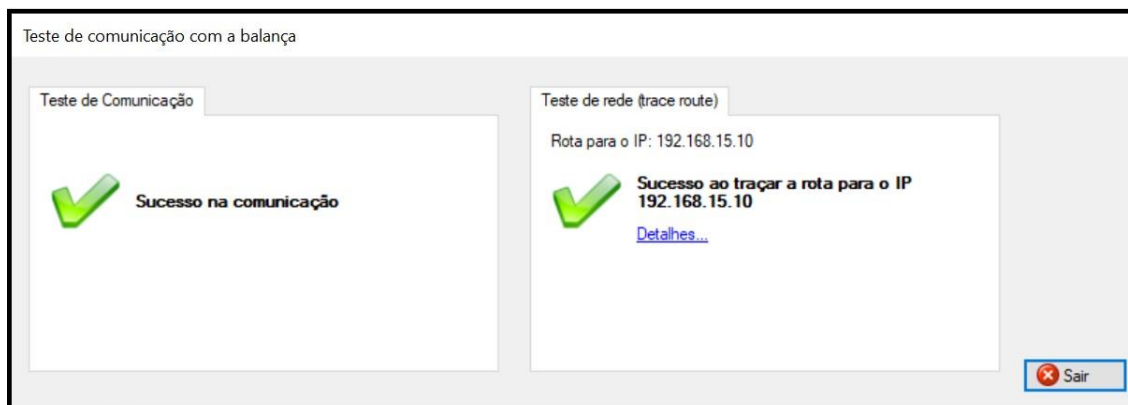 Teste de comunicação com a balança
Teste de Comunicação
Sucesso na comunicação
Teste de rede (trace route)
Rota para o IP: 192.168.15.10
Sucesso ao traçar a rota para o IP
192.168.15.10
Detalhes...
Sair